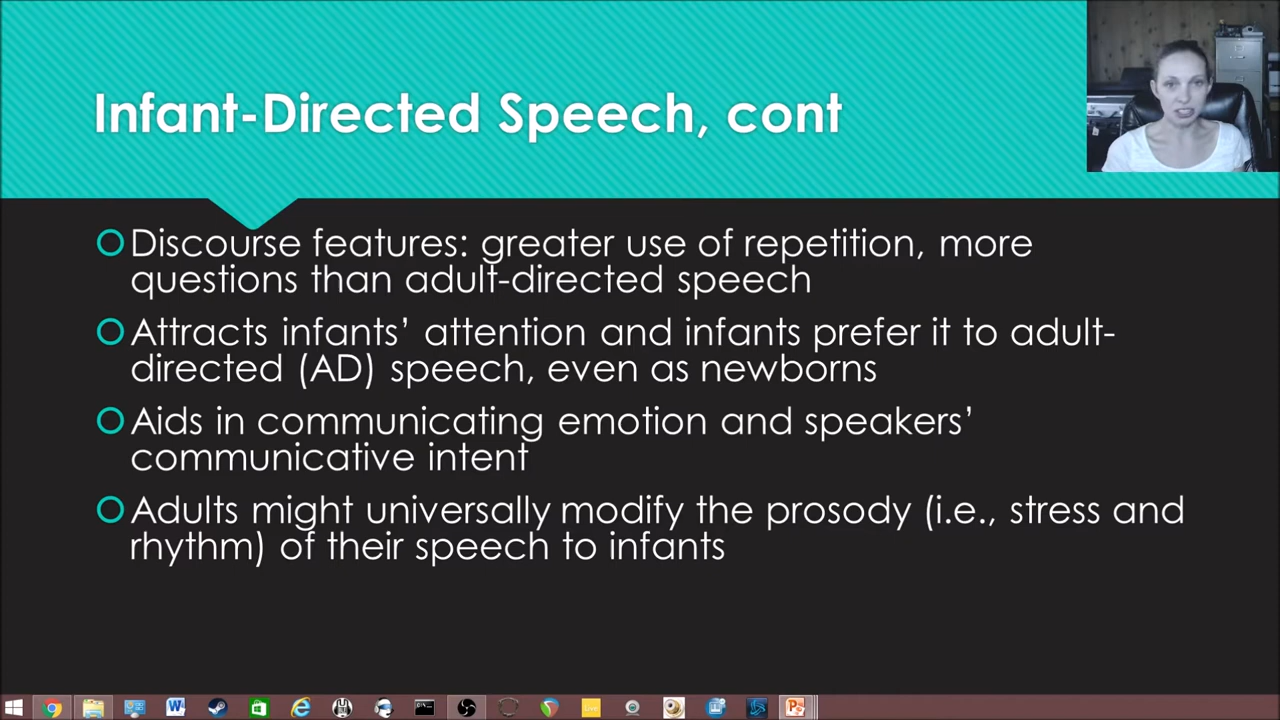 Infant-Directed Speech, cont
Discourse features: greater use of repetition, more
questions than adult-directed speech
Attracts infants’ attention and infants prefer it to adult-
directed (AD) speech, even as newborns
Aids in communicating emotion and speakers’
communicative intent
Adults might universally modify the prosody (i.e., stress and
rhythm) of their speech to infants